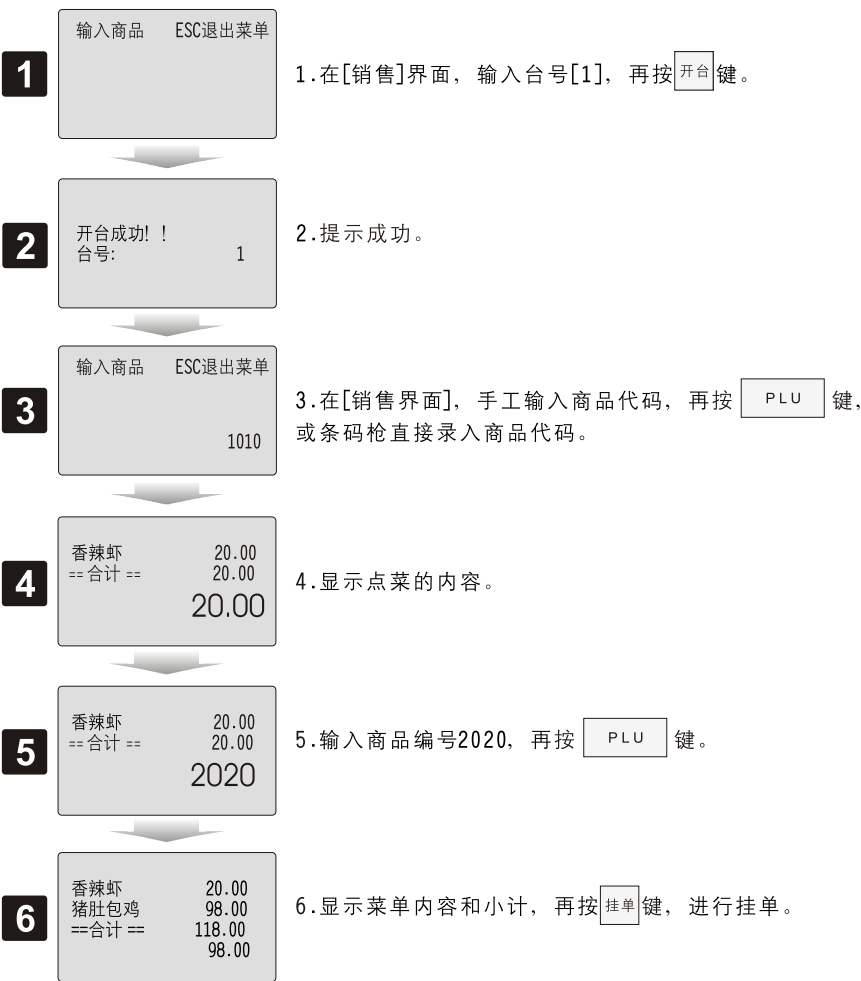 1
输入商品 ESC退出菜单
1.在[销售]界面, 输入台号[1], 再按 开台 键。
2
开台成功!!
台号: 1
2.提示成功。
3
输入商品 ESC退出菜单
1010
3.在[销售界面], 手工输入商品代码, 再按 PLU 键,
或条码枪直接录入商品代码。
4
香辣虾 20.00
==合计== 20.00
20.00
4.显示点菜的内容。
5
香辣虾 20.00
==合计== 20.00
2020
5.输入商品编号2020, 再按 PLU 键。
6
香辣虾 20.00
猪肚包鸡 98.00
==合计== 118.00
98.00
6.显示菜单内容和小计, 再按 挂单 键, 进行挂单。